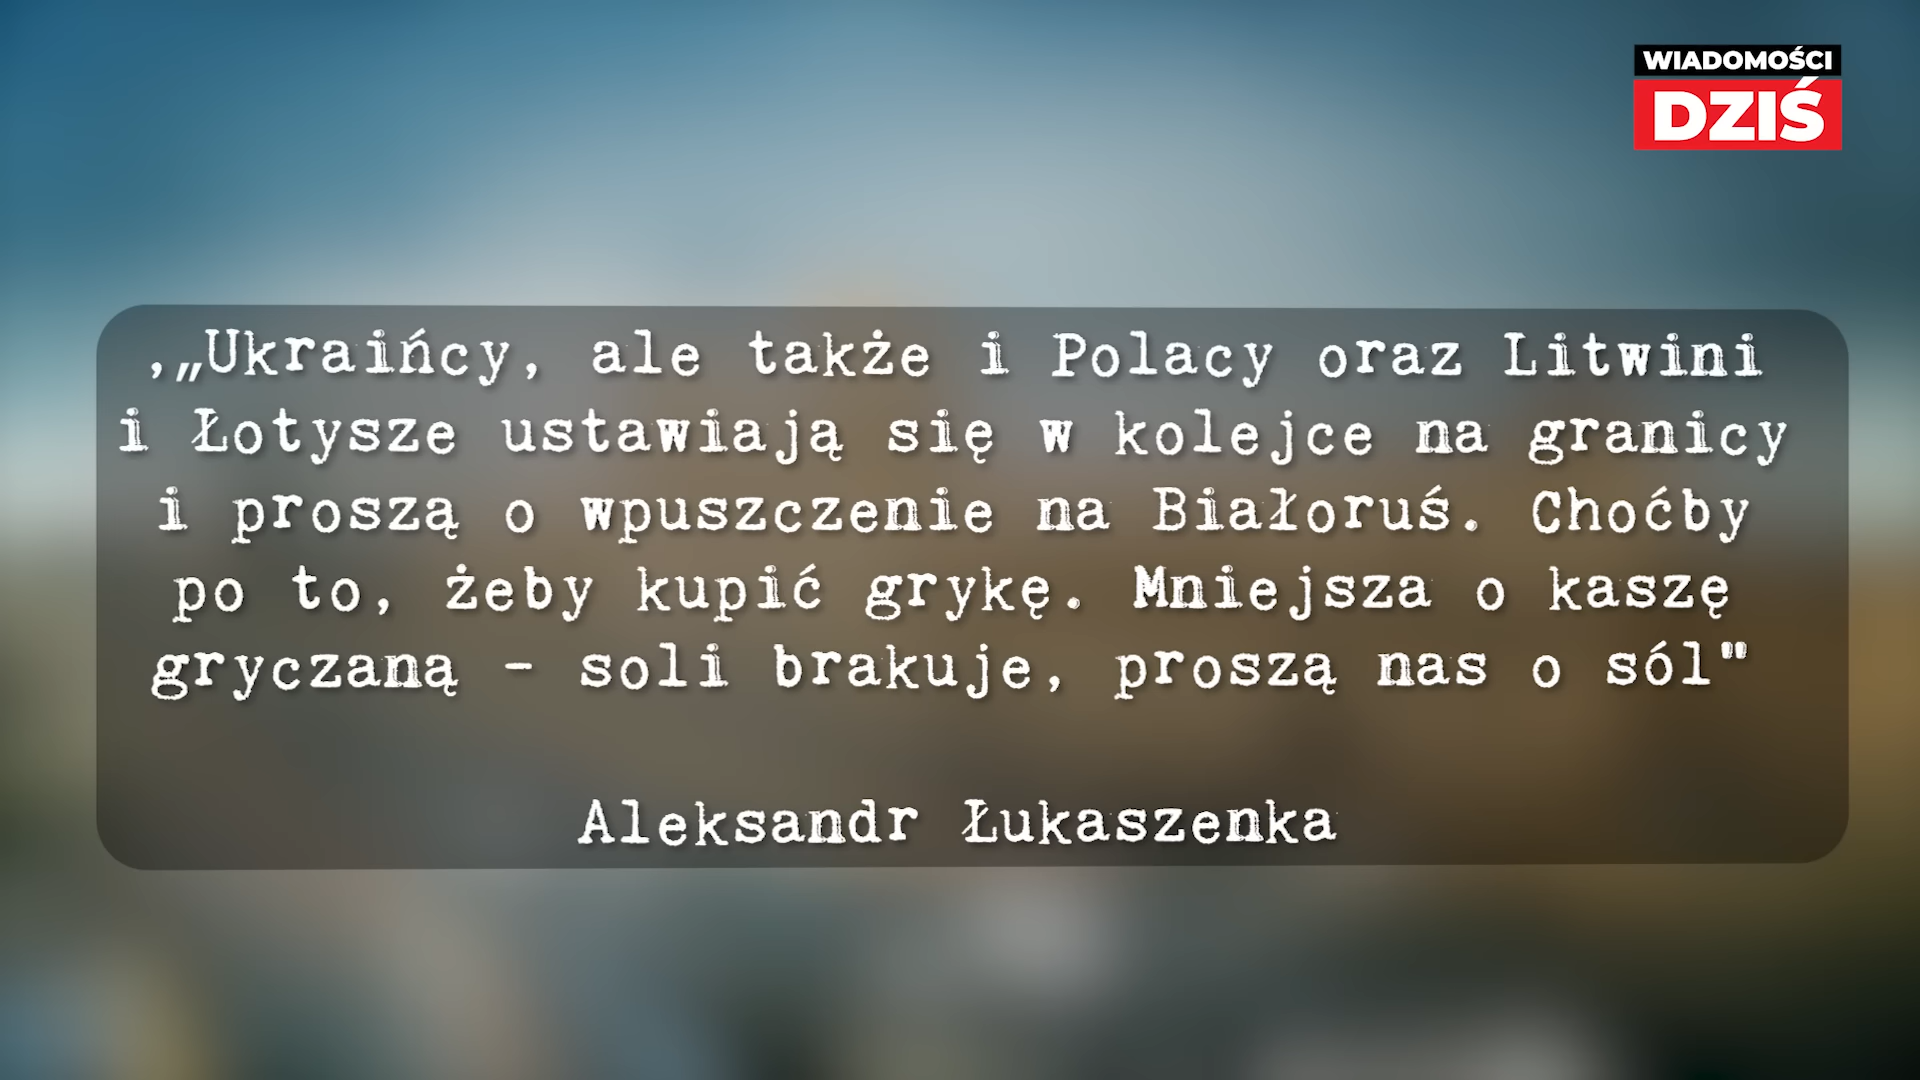 WIADOMOŚCI
DZIŚ
,„Ukraińcy, ale także i Polacy oraz Litwini
i Łotysze ustawiają się w kolejce na granicy
i proszą o wpuszczenie na Białoruś. Choćby
po to, żeby kupić grykę. Mniejsza o kaszę
gryczaną - soli brakuje, proszą nas o sól"
Aleksandr Łukaszenka